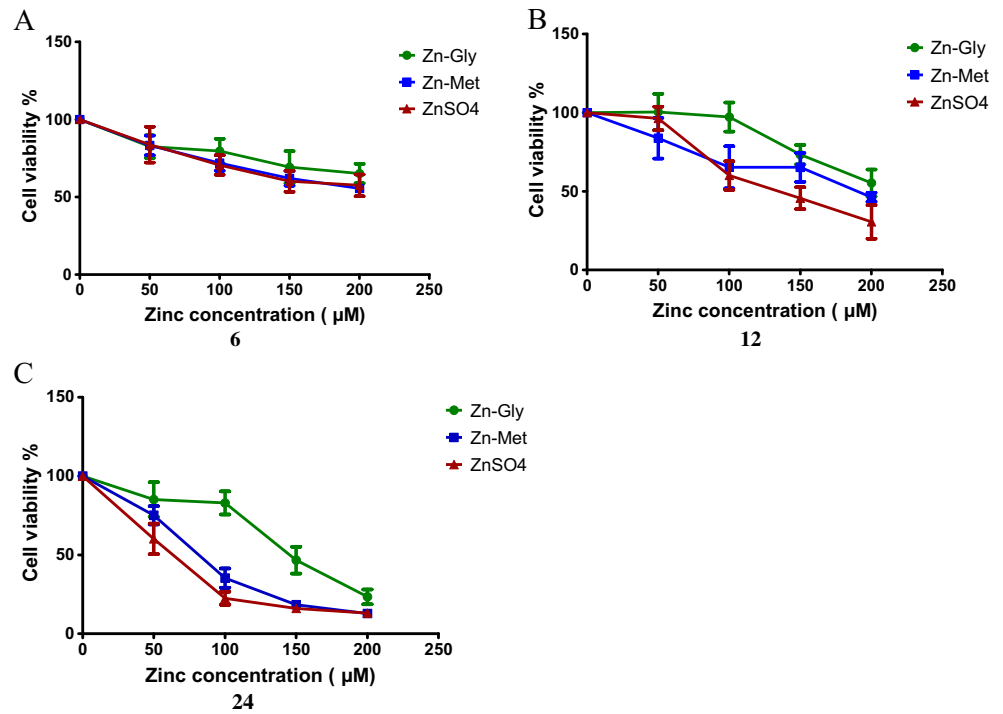 A
150
100
50
0
Cell viability %
0 50 100 150 200 250
Zinc concentration ( µM)
6
Zn-Gly
Zn-Met
ZnSO4
B
150
100
50
0
Cell viability %
0 50 100 150 200 250
Zinc concentration ( µM)
12
Zn-Gly
Zn-Met
ZnSO4
C
150
100
50
0
Cell viability %
0 50 100 150 200 250
Zinc concentration ( µM)
24
Zn-Gly
Zn-Met
ZnSO4